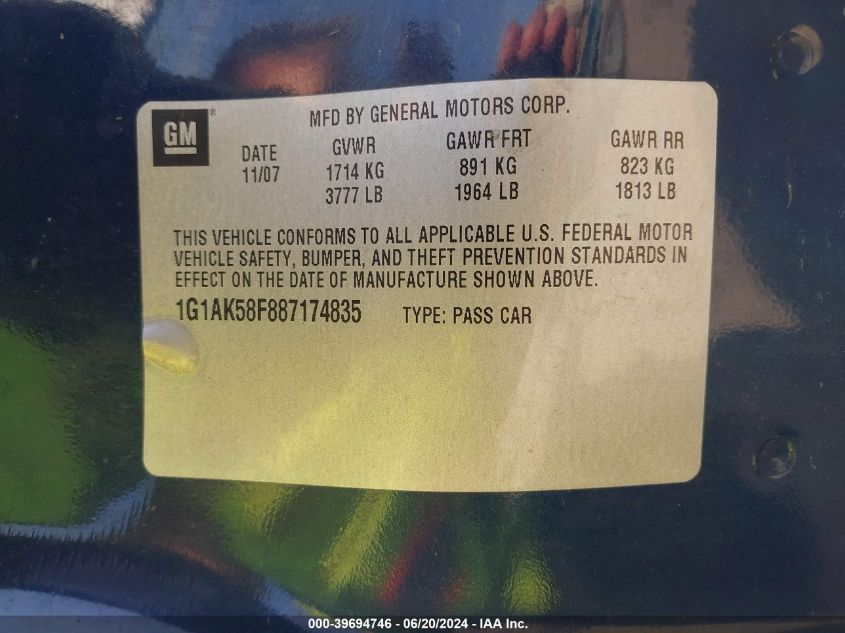 MFD BY GENERAL MOTORS CORP.
GM®
DATE GVWR GAWR FRT GAWR RR
11/07 1714 KG 891 KG 823 KG
3777 LB 1964 LB 1813 LB
THIS VEHICLE CONFORMS TO ALL APPLICABLE U.S. FEDERAL MOTOR
VEHICLE SAFETY, BUMPER, AND THEFT PREVENTION STANDARDS IN
EFFECT ON THE DATE OF MANUFACTURE SHOWN ABOVE.
1G1AK58F887174835 TYPE: PASS CAR
000-39694746 - 06/20/2024 - IAA Inc.